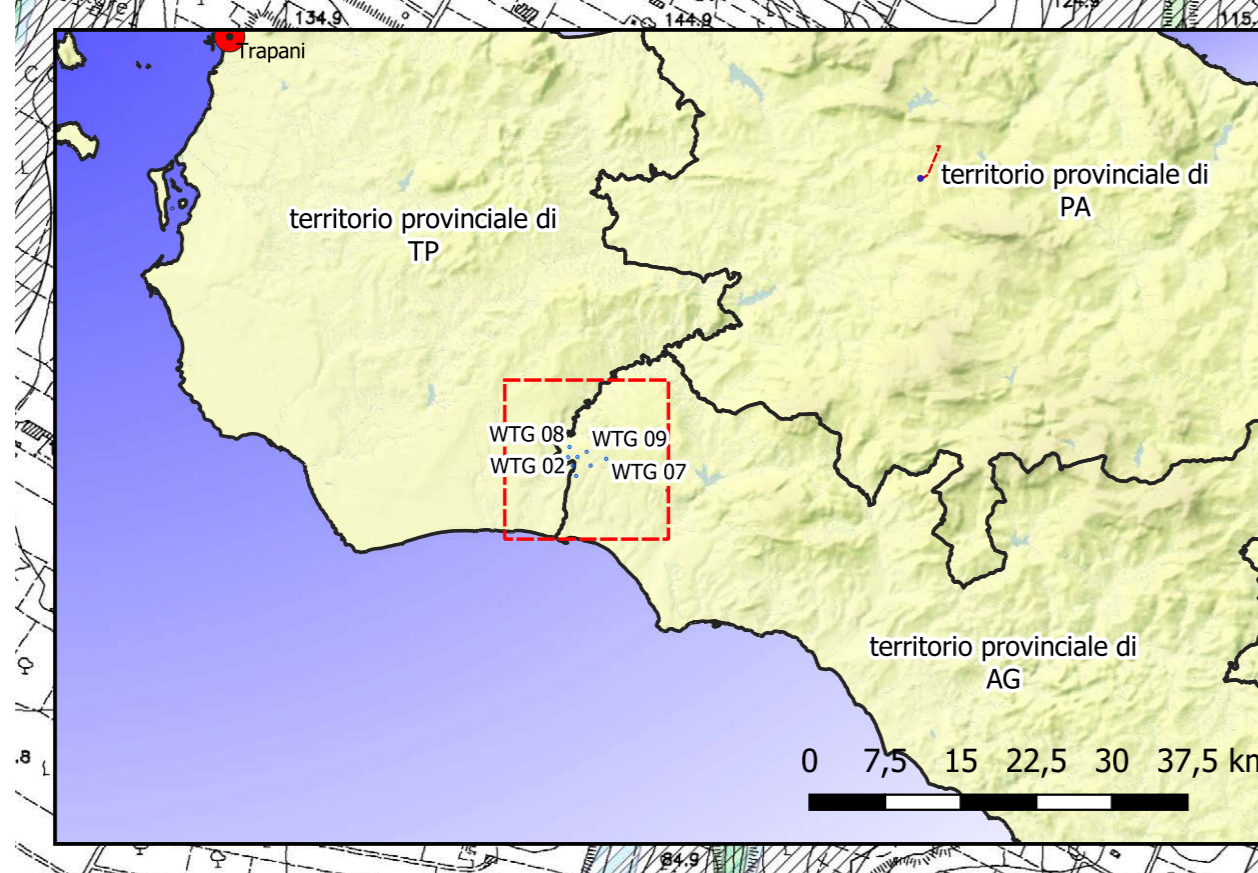 134.9
144.9
Trapani
territorio provinciale di
PA
territorio provinciale di
TP
WTG 08
WTG 09
WTG 02
WTG 07
territorio provinciale di
AG
0 7,5 15 22,5 30 37,5 km
.8
84.9